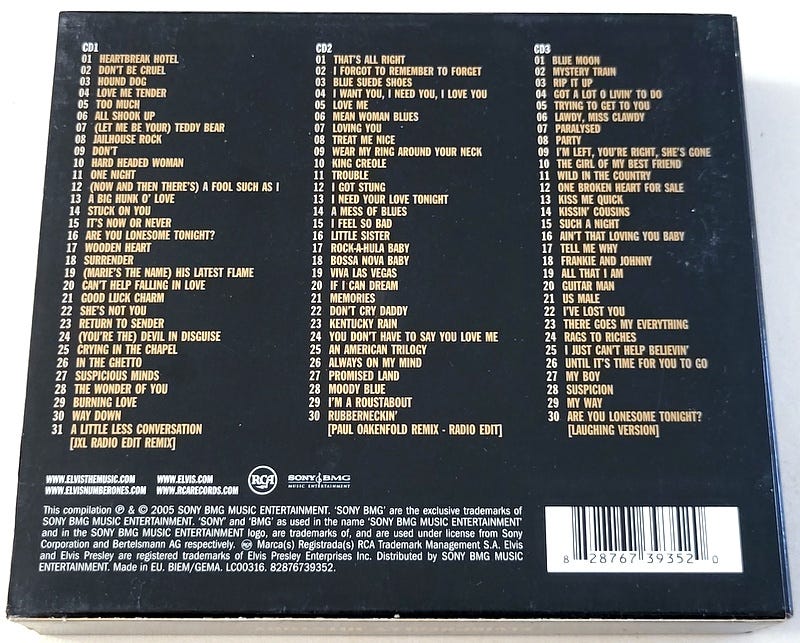 CD1
01 HEARTBREAK HOTEL
02 DON'T BE CRUEL
03 HOUND DOG
04 LOVE ME TENDER
05 TOO MUCH
06 ALL SHOOK UP
07 (LET ME BE YOUR) TEDDY BEAR
08 JAILHOUSE ROCK
09 DON'T
10 HARD HEADED WOMAN
11 ONE NIGHT
12 (NOW AND THEN THERE'S) A FOOL SUCH AS I
13 A BIG HUNK O' LOVE
14 STUCK ON YOU
15 IT'S NOW OR NEVER
16 ARE YOU LONESOME TONIGHT?
17 WOODEN HEART
18 SURRENDER
19 (MARIE'S THE NAME) HIS LATEST FLAME
20 CAN'T HELP FALLING IN LOVE
21 GOOD LUCK CHARM
22 SHE'S NOT YOU
23 RETURN TO SENDER
24 (YOU'RE THE) DEVIL IN DISGUISE
25 CRYING IN THE CHAPEL
26 IN THE GHETTO
27 SUSPICIOUS MINDS
28 THE WONDER OF YOU
29 BURNING LOVE
30 WAY DOWN
31 A LITTLE LESS CONVERSATION
[JXL RADIO EDIT REMIX]
CD2
01 THAT'S ALL RIGHT
02 I FORGOT TO REMEMBER TO FORGET
03 BLUE SUEDE SHOES
04 I WANT YOU, I NEED YOU, I LOVE YOU
05 LOVE ME
06 MEAN WOMAN BLUES
07 LOVING YOU
08 TREAT ME NICE
09 WEAR MY RING AROUND YOUR NECK
10 KING CREOLE
11 TROUBLE
12 I GOT STUNG
13 I NEED YOUR LOVE TONIGHT
14 A MESS OF BLUES
15 I FEEL SO BAD
16 LITTLE SISTER
17 ROCK-A-HULA BABY
18 BOSSA NOVA BABY
19 VIVA LAS VEGAS
20 IF I CAN DREAM
21 MEMORIES
22 DON'T CRY DADDY
23 KENTUCKY RAIN
24 YOU DON'T HAVE TO SAY YOU LOVE ME
25 AN AMERICAN TRILOGY
26 ALWAYS ON MY MIND
27 PROMISED LAND
28 MOODY BLUE
29 I'M A ROUSTABOUT
30 RUBBERNECKIN'
[PAUL OAKENFOLD REMIX - RADIO EDIT]
CD3
01 BLUE MOON
02 MYSTERY TRAIN
03 RIP IT UP
04 GOT A LOT O LIVIN' TO DO
05 TRYING TO GET TO YOU
06 LAWDY, MISS CLAWDY
07 PARALYSED
08 PARTY
09 I'M LEFT, YOU'RE RIGHT, SHE'S GONE
10 THE GIRL OF MY BEST FRIEND
11 WILD IN THE COUNTRY
12 ONE BROKEN HEART FOR SALE
13 KISS ME QUICK
14 KISSIN' COUSINS
15 SUCH A NIGHT
16 AIN'T THAT LOVING YOU BABY
17 TELL ME WHY
18 FRANKIE AND JOHNNY
19 ALL THAT I AM
20 GUITAR MAN
21 US MALE
22 I'VE LOST YOU
23 THERE GOES MY EVERYTHING
24 RAGS TO RICHES
25 I JUST CAN'T HELP BELIEVIN'
26 UNTIL IT'S TIME FOR YOU TO GO
27 MY BOY
28 SUSPICION
29 MY WAY
30 ARE YOU LONESOME TONIGHT?
[LAUGHING VERSION]
WWW.ELVISTHEMUSIC.COM WWW.ELVIS.COM
WWW.ELVISNUMBERONES.COM WWW.RCARECORDS.COM
RCA
SONY BMG
MUSIC ENTERTAINMENT
This compilation ℗ & © 2005 SONY BMG MUSIC ENTERTAINMENT. 'SONY BMG' are the exclusive trademarks of
SONY BMG MUSIC ENTERTAINMENT. 'SONY' and 'BMG' as used in the name 'SONY BMG MUSIC ENTERTAINMENT'
and in the SONY BMG MUSIC ENTERTAINMENT logo, are trademarks of, and are used under license from Sony
Corporation and Bertelsmann AG respectively. RCA Marca(s) Registrada(s) RCA Trademark Management S.A. Elvis
and Elvis Presley are registered trademarks of Elvis Presley Enterprises Inc. Distributed by SONY BMG MUSIC
ENTERTAINMENT. Made in EU. BIEM/GEMA. LC00316. 82876739352.
8 28767 39352 0